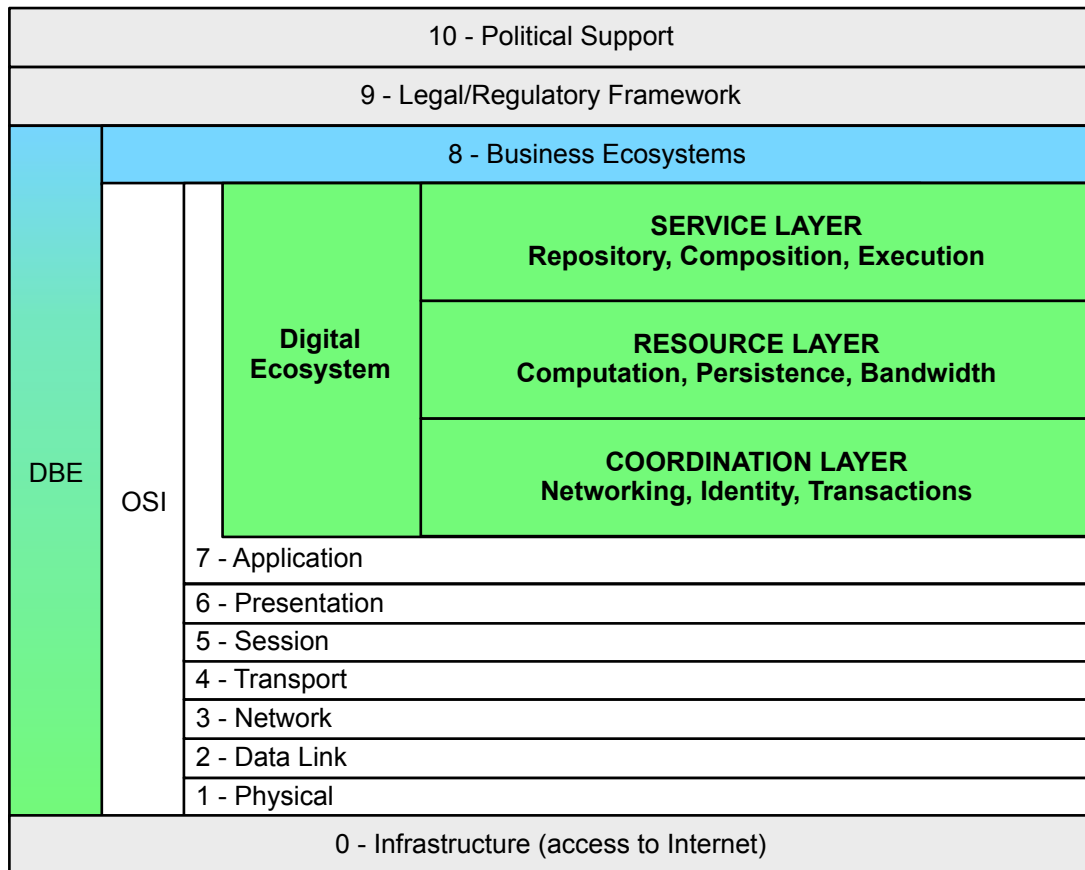 10 - Political Support
9 - Legal/Regulatory Framework
8 - Business Ecosystems
DBE
OSI
Digital
Ecosystem
SERVICE LAYER
Repository, Composition, Execution
RESOURCE LAYER
Computation, Persistence, Bandwidth
COORDINATION LAYER
Networking, Identity, Transactions
7 - Application
6 - Presentation
5 - Session
4 - Transport
3 - Network
2 - Data Link
1 - Physical
0 - Infrastructure (access to Internet)